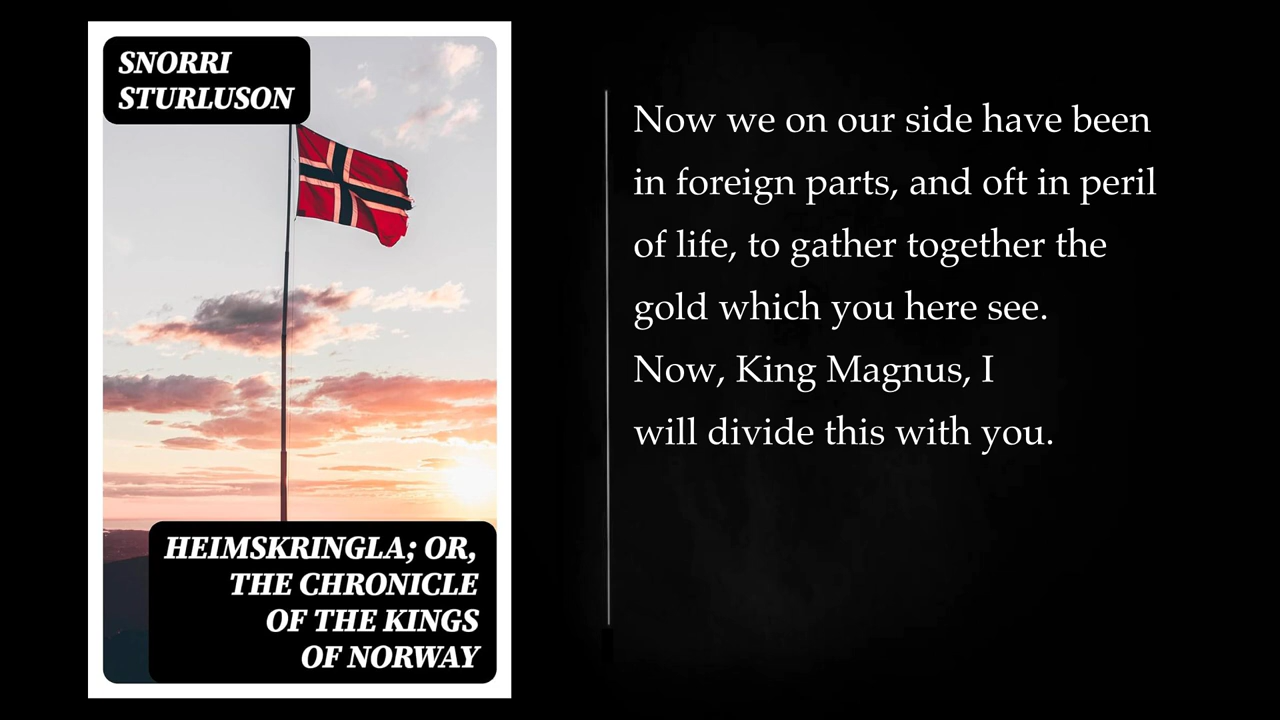 SNORRI
STURLUSON
HEIMSKRINGLA; OR,
THE CHRONICLE
OF THE KINGS
OF NORWAY
Now we on our side have been
in foreign parts, and oft in peril
of life, to gather together the
gold which you here see.
Now, King Magnus, I
will divide this with you.